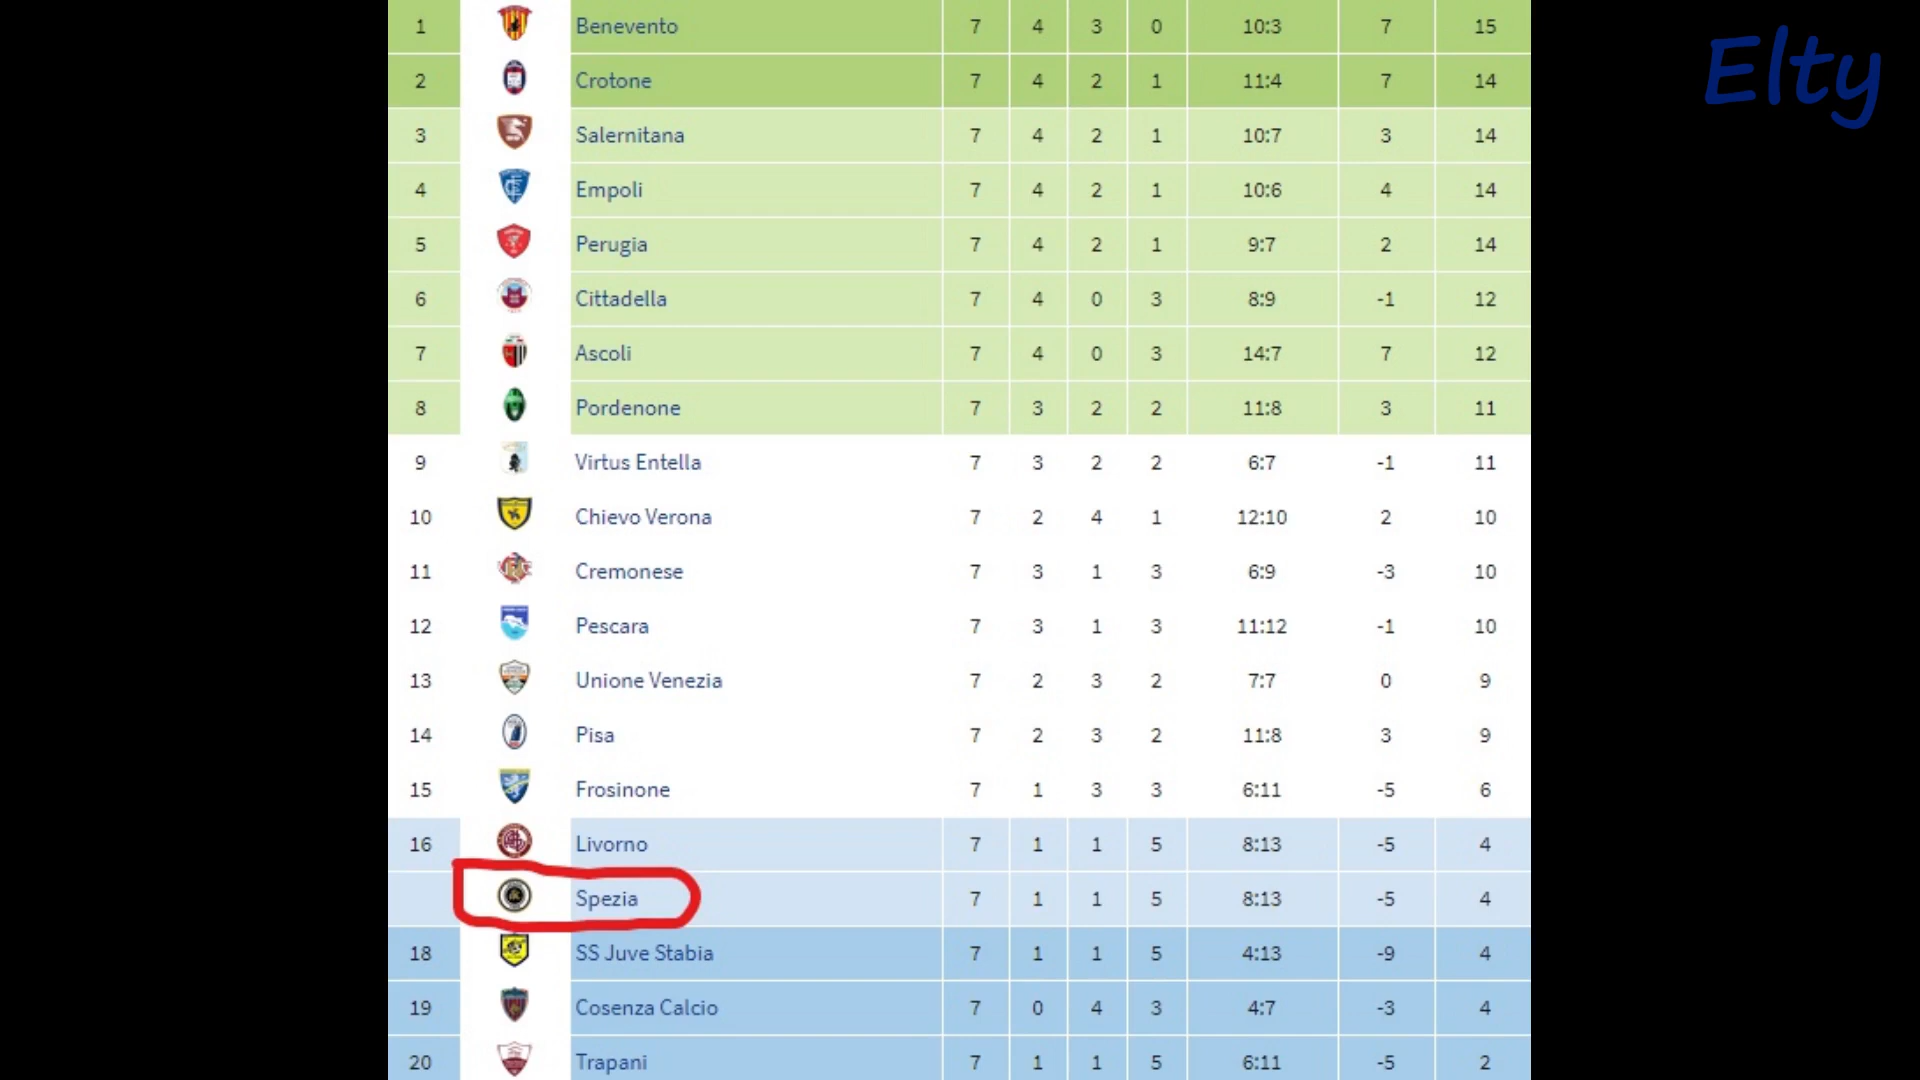 Elty
1 Benevento 7 4 3 0 10:3 7 15
2 Crotone 7 4 2 1 11:4 7 14
3 Salernitana 7 4 2 1 10:7 3 14
4 Empoli 7 4 2 1 10:6 4 14
5 Perugia 7 4 2 1 9:7 2 14
6 Cittadella 7 4 0 3 8:9 -1 12
7 Ascoli 7 4 0 3 14:7 7 12
8 Pordenone 7 3 2 2 11:8 3 11
9 Virtus Entella 7 3 2 2 6:7 -1 11
10 Chievo Verona 7 2 4 1 12:10 2 10
11 Cremonese 7 3 1 3 6:9 -3 10
12 Pescara 7 3 1 3 11:12 -1 10
13 Unione Venezia 7 2 3 2 7:7 0 9
14 Pisa 7 2 3 2 11:8 3 9
15 Frosinone 7 1 3 3 6:11 -5 6
16 Livorno 7 1 1 5 8:13 -5 4
Spezia 7 1 1 5 8:13 -5 4
18 SS Juve Stabia 7 1 1 5 4:13 -9 4
19 Cosenza Calcio 7 0 4 3 4:7 -3 4
20 Trapani 7 1 1 5 6:11 -5 2